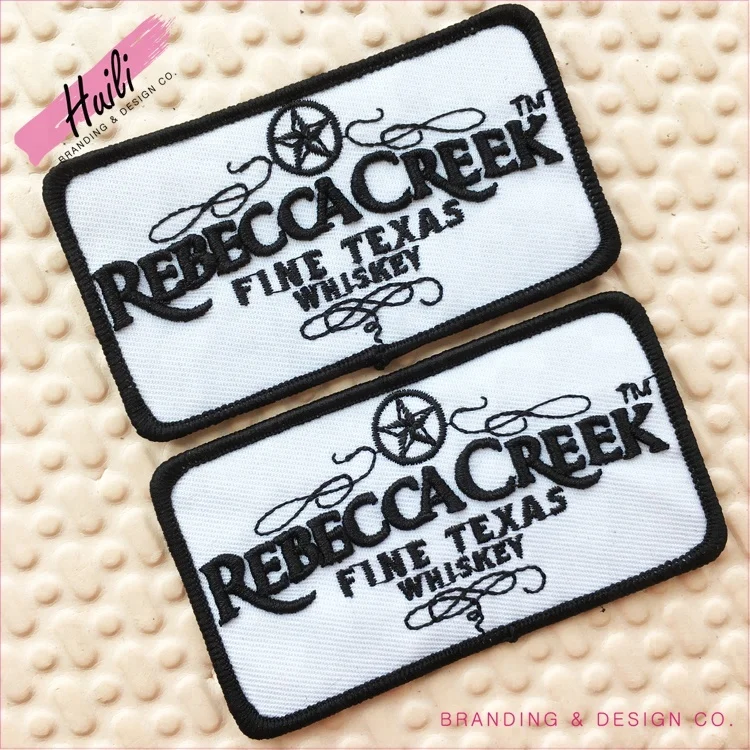 Huili
BRANDING & DESIGN CO.
TM
REBECCA CREEK
FINE TEXAS
WHISKEY
TM
REBECCA CREEK
FINE TEXAS
WHISKEY
BRANDING & DESIGN CO.